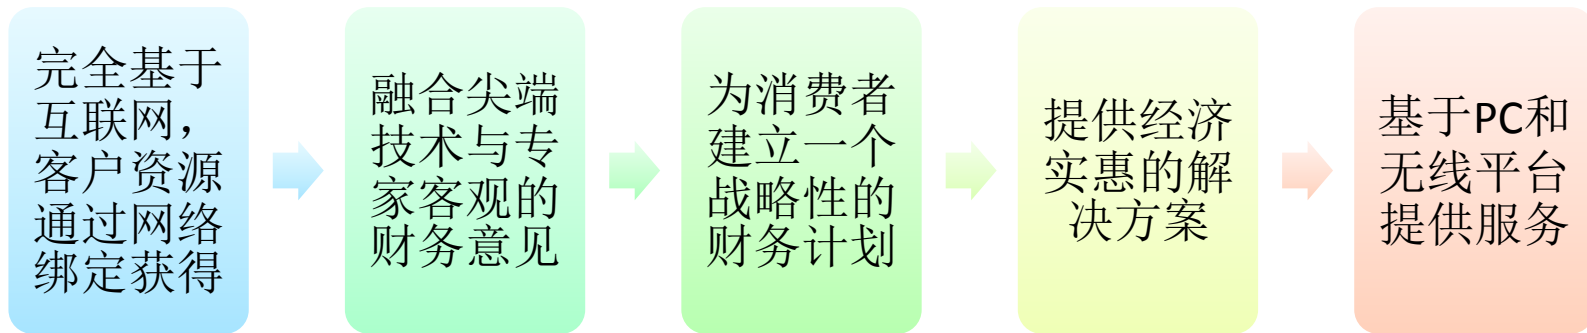 完全基于
互联网，
客户资源
通过网络
绑定获得
融合尖端
技术与专
家客观的
财务意见
为消费者
建立一个
战略性的
财务计划
提供经济
实惠的解
决方案
基于PC和
无线平台
提供服务